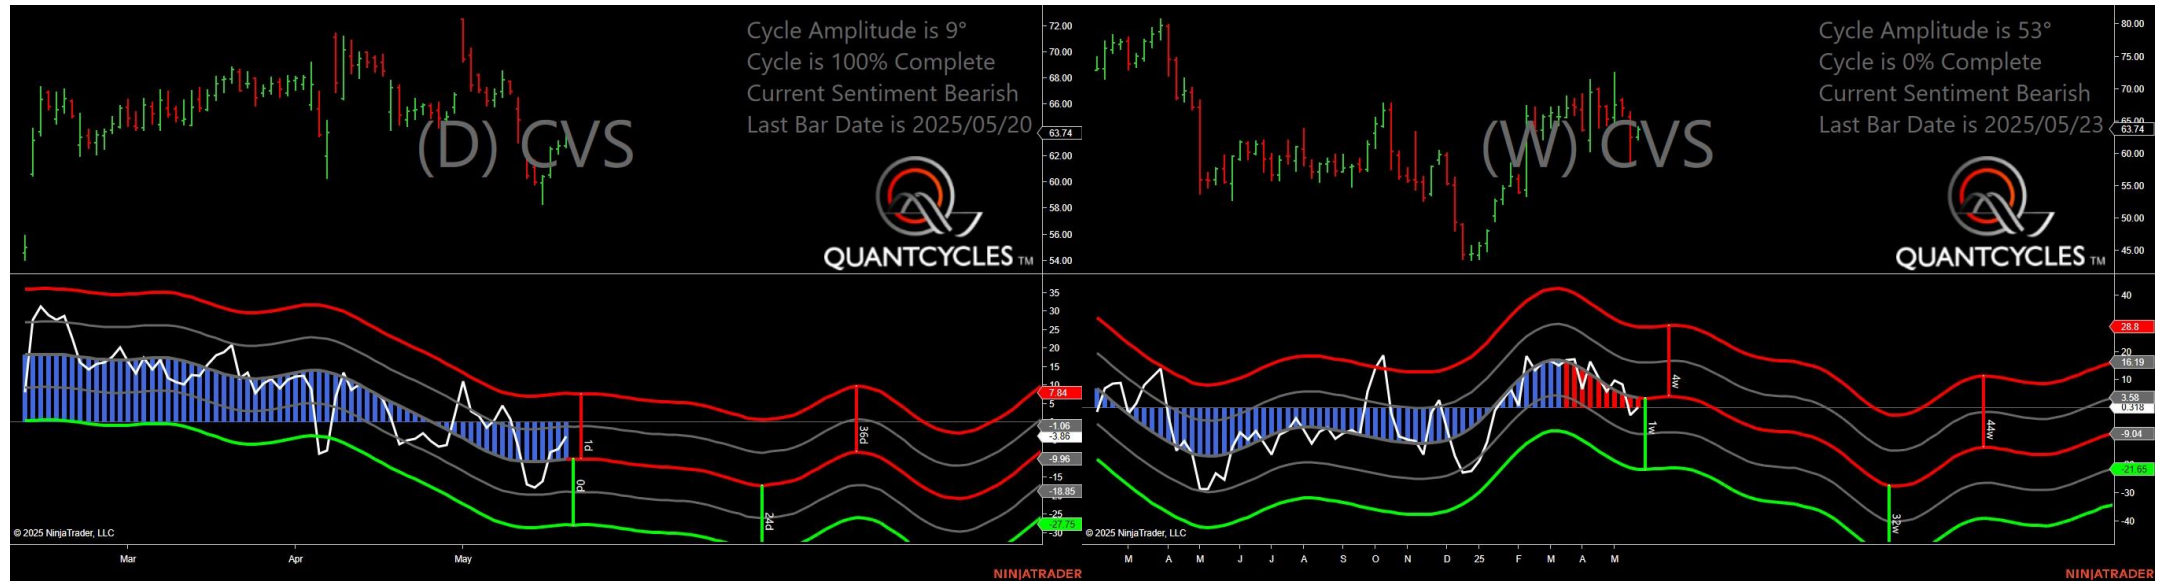 Cycle Amplitude is 9°
Cycle is 100% Complete
Current Sentiment Bearish
Last Bar Date is 2025/05/20
(D) CVS
QUANTCYCLES TM
72.00
70.00
68.00
66.00
63.74
62.00
60.00
58.00
56.00
54.00
35
30
25
20
15
10
7.84
5
-1.06
-3.86
-9.96
-15
-18.85
-25
-27.75
-30
1d
0d
24d
36d
© 2025 NinjaTrader, LLC
Mar Apr May
NINJATRADER
Cycle Amplitude is 53°
Cycle is 0% Complete
Current Sentiment Bearish
Last Bar Date is 2025/05/23
(W) CVS
QUANTCYCLES TM
80.00
75.00
70.00
65.00
63.74
60.00
55.00
50.00
45.00
40
28.8
20
16.19
10
3.58
0.318
-9.04
-21.65
-30
-40
4w
1w
32w
44w
© 2025 NinjaTrader, LLC
M A M J J A S O N D 25 F M A M
NINJATRADER